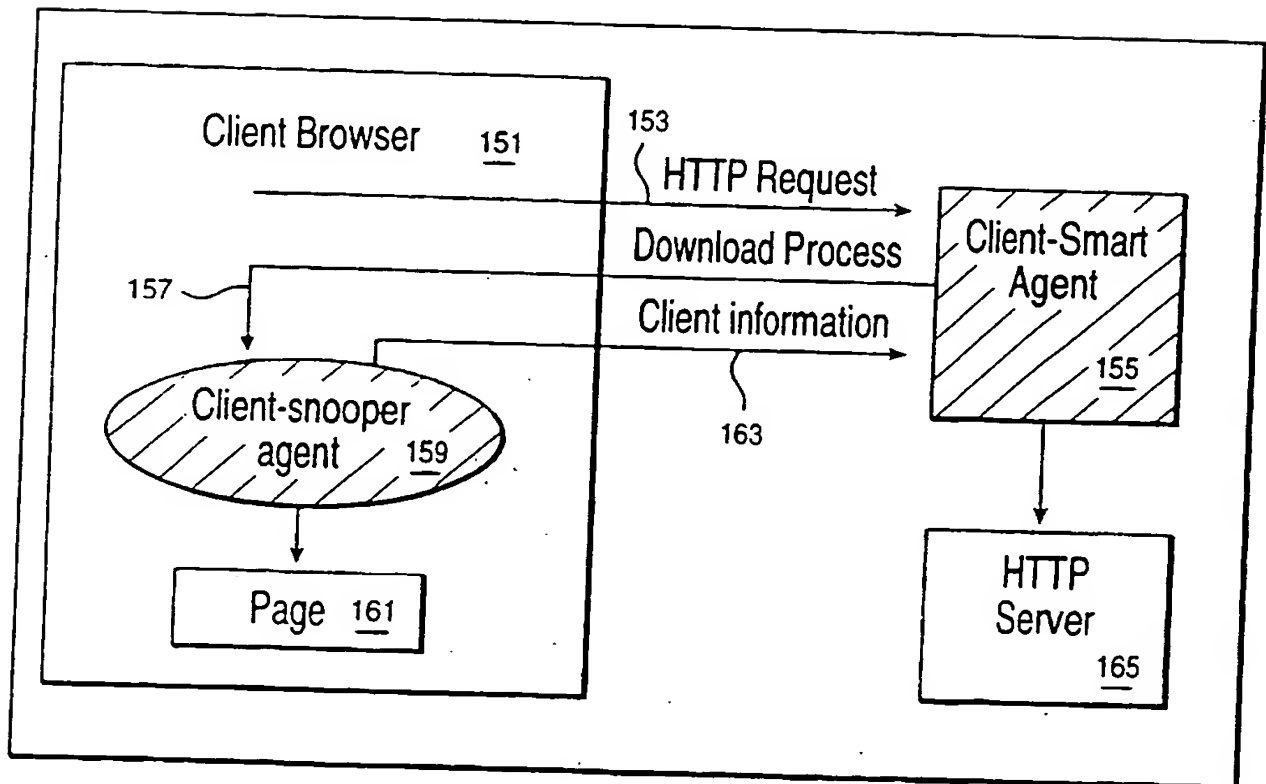 Client Browser 151
153
HTTP Request
Download Process
157
Client information
163
Client-Smart
Agent
155
Client-snooper
agent 159
Page 161
HTTP
Server
165